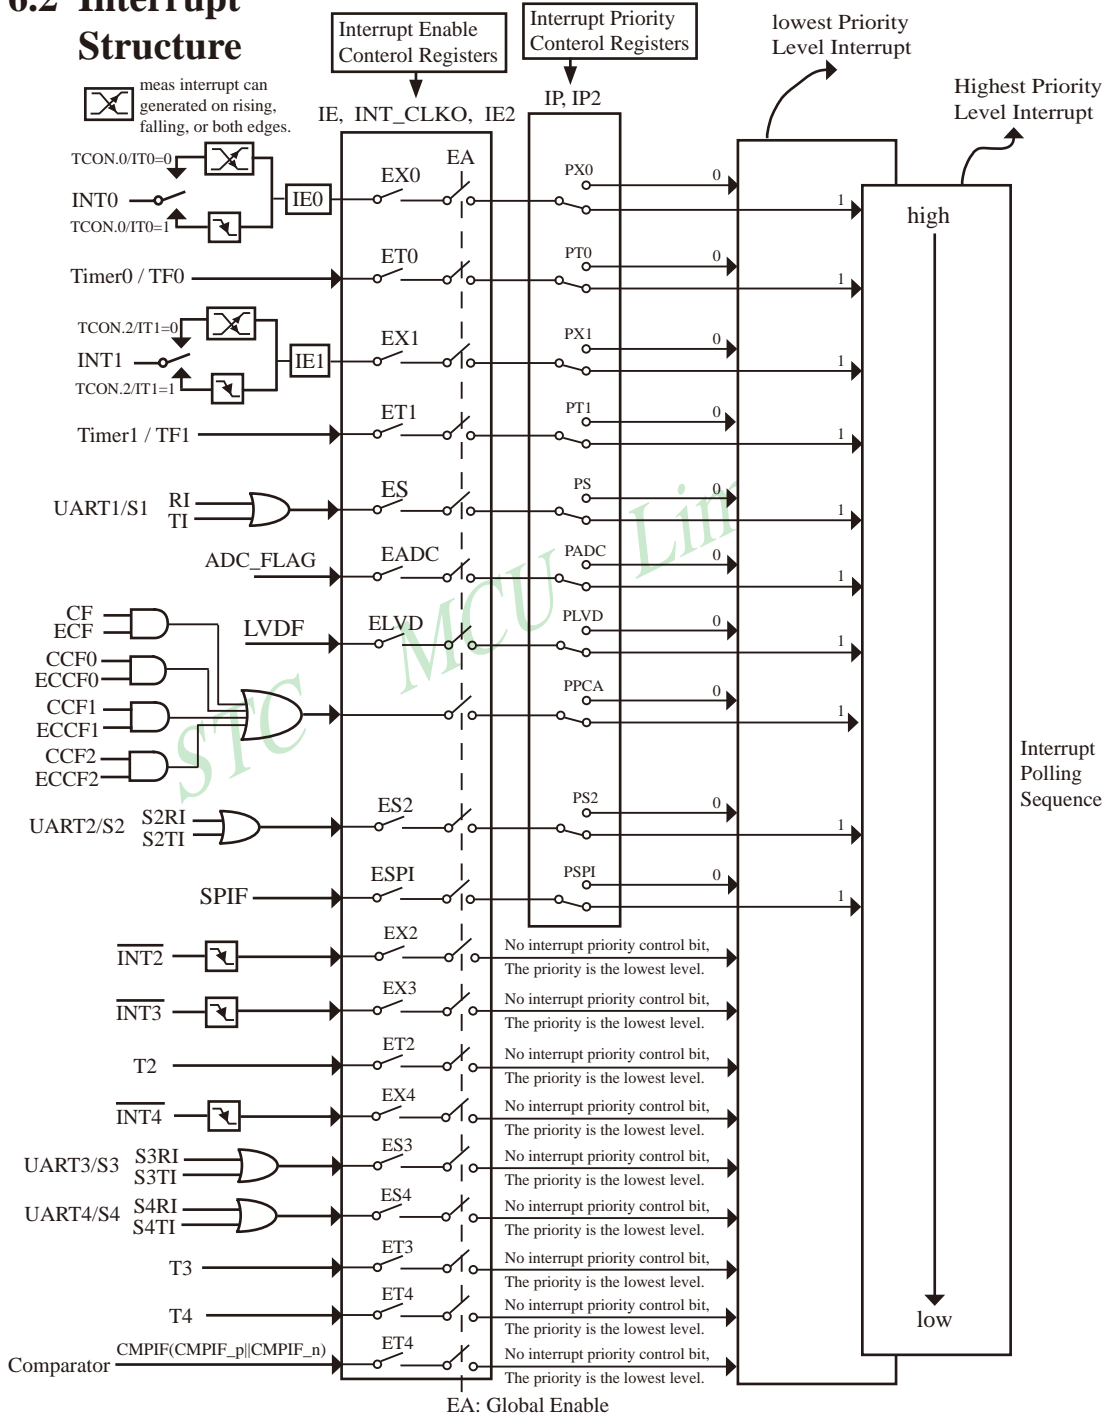 6.2 Interrupt
Structure
meas interrupt can
generated on rising,
falling, or both edges.
Interrupt Enable
Conterol Registers
Interrupt Priority
Conterol Registers
lowest Priority
Level Interrupt
Highest Priority
Level Interrupt
IE, INT_CLKO, IE2
IP, IP2
EA
TCON.0/IT0=0
INT0
TCON.0/IT0=1
IE0
EX0
PX0
0
1
high
Timer0 / TF0
ET0
PT0
0
1
TCON.2/IT1=0
INT1
TCON.2/IT1=1
IE1
EX1
PX1
0
1
Timer1 / TF1
ET1
PT1
0
1
UART1/S1
RI
TI
ES
PS
0
1
ADC_FLAG
EADC
PADC
0
1
CF
ECF
CCF0
ECCF0
CCF1
ECCF1
CCF2
ECCF2
LVDF
ELVD
PLVD
0
1
PPCA
0
1
STC MCU Lim
Interrupt
Polling
Sequence
UART2/S2
S2RI
S2TI
ES2
PS2
0
1
SPIF
ESPI
PSPI
0
1
INT2
EX2
No interrupt priority control bit,
The priority is the lowest level.
INT3
EX3
No interrupt priority control bit,
The priority is the lowest level.
T2
ET2
No interrupt priority control bit,
The priority is the lowest level.
INT4
EX4
No interrupt priority control bit,
The priority is the lowest level.
UART3/S3
S3RI
S3TI
ES3
No interrupt priority control bit,
The priority is the lowest level.
UART4/S4
S4RI
S4TI
ES4
No interrupt priority control bit,
The priority is the lowest level.
T3
ET3
No interrupt priority control bit,
The priority is the lowest level.
T4
ET4
No interrupt priority control bit,
The priority is the lowest level.
low
Comparator
CMPIF(CMPIF_p||CMPIF_n)
ET4
No interrupt priority control bit,
The priority is the lowest level.
EA: Global Enable